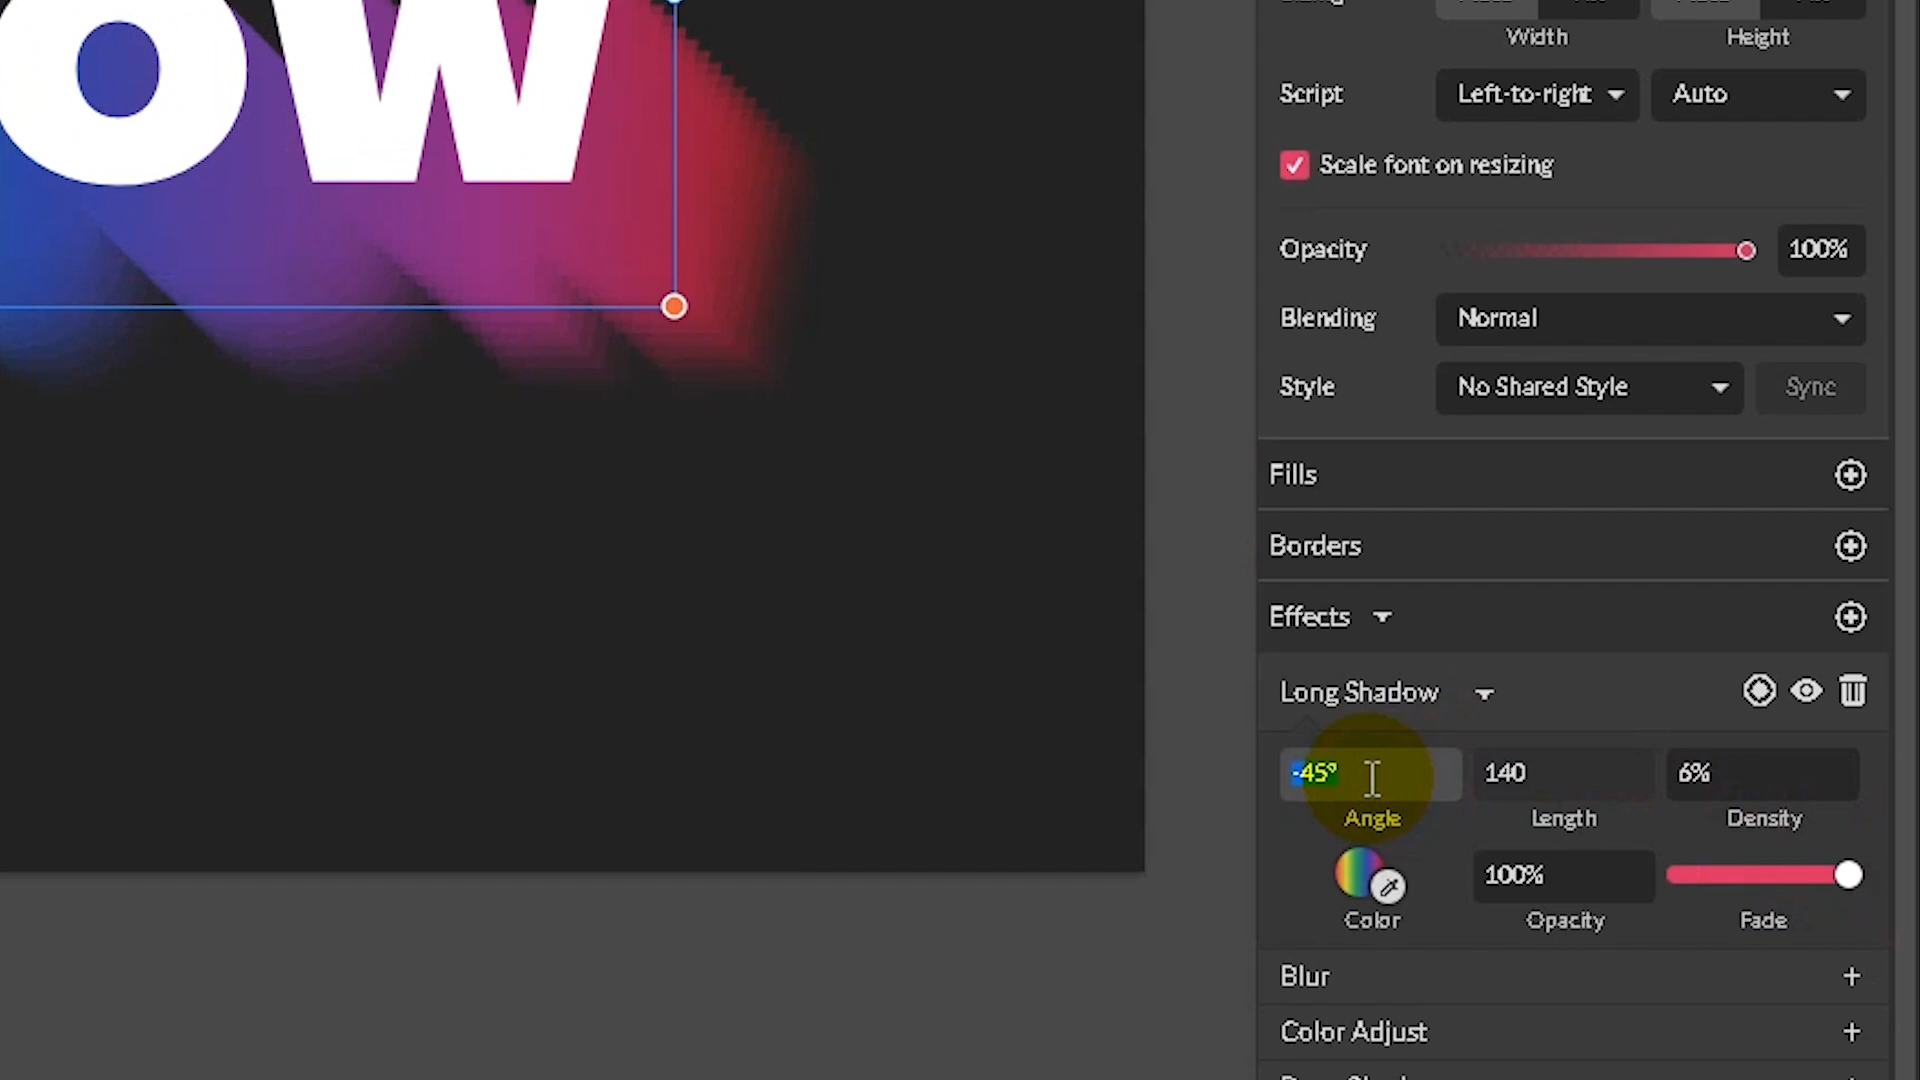 ow
Width
Height
Script
Left-to-right
Auto
Scale font on resizing
Opacity
100%
Blending
Normal
Style
No Shared Style
Sync
Fills
Borders
Effects
Long Shadow
-45°
140
6%
Angle
Length
Density
100%
Color
Opacity
Fade
Blur
+
Color Adjust
+